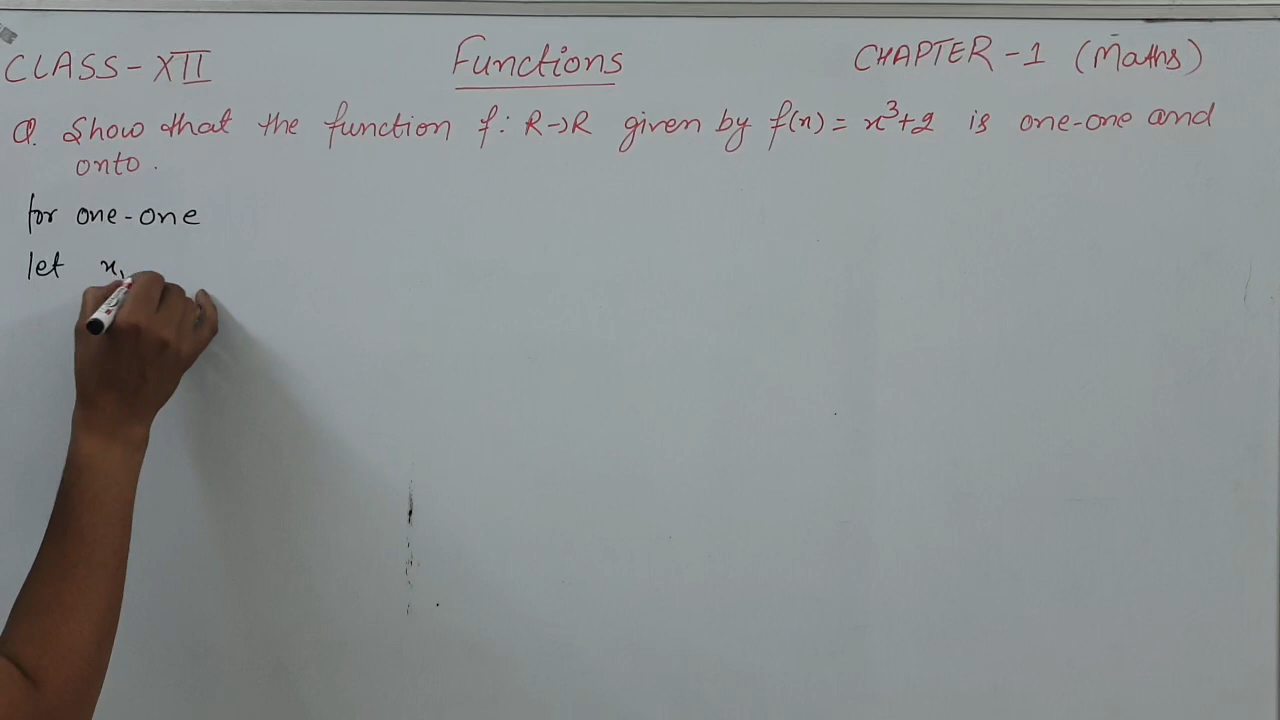 CLASS-XII Functions CHAPTER-1 (Maths)
Q. Show that the function f: R→R given by f(x) = x³+2 is one-one and
onto.
for one-one
let x₁